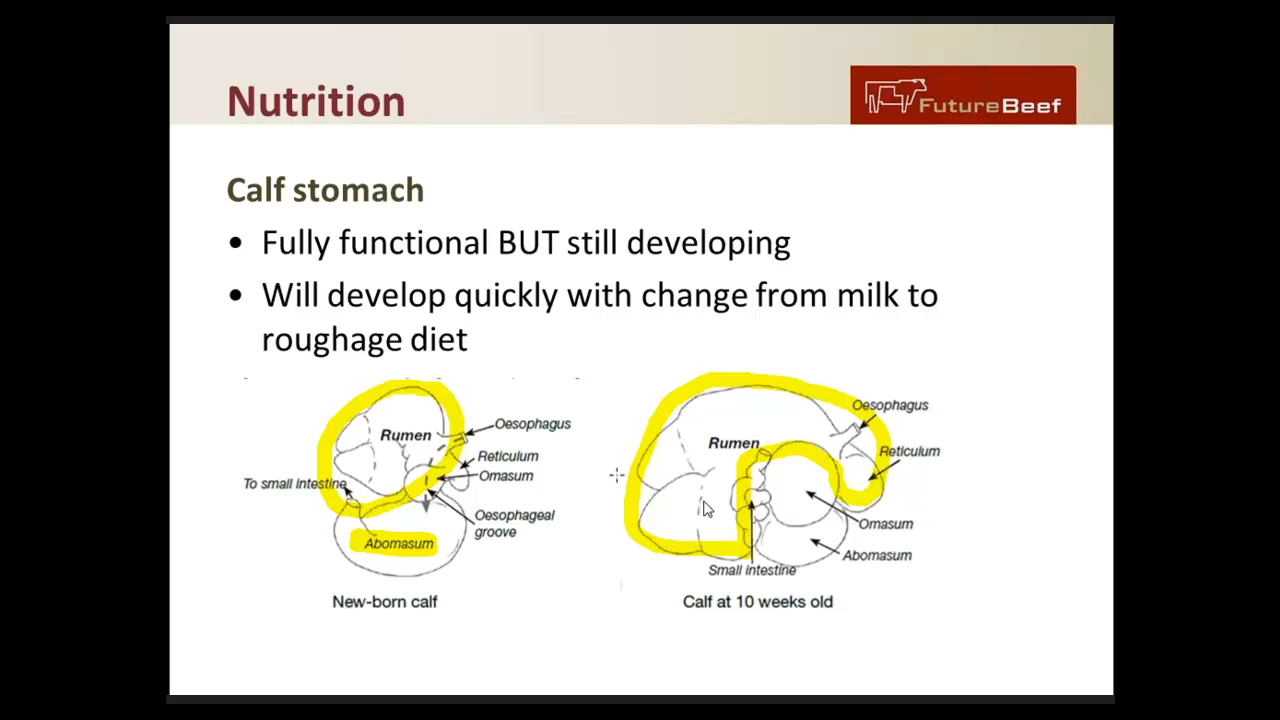 Nutrition
FutureBeef
Calf stomach
• Fully functional BUT still developing
• Will develop quickly with change from milk to
roughage diet
Rumen
Oesophagus
Reticulum
Omasum
To small intestine
Oesophageal
groove
Abomasum
New-born calf
Oesophagus
Rumen
Reticulum
Omasum
Abomasum
Small intestine
Calf at 10 weeks old